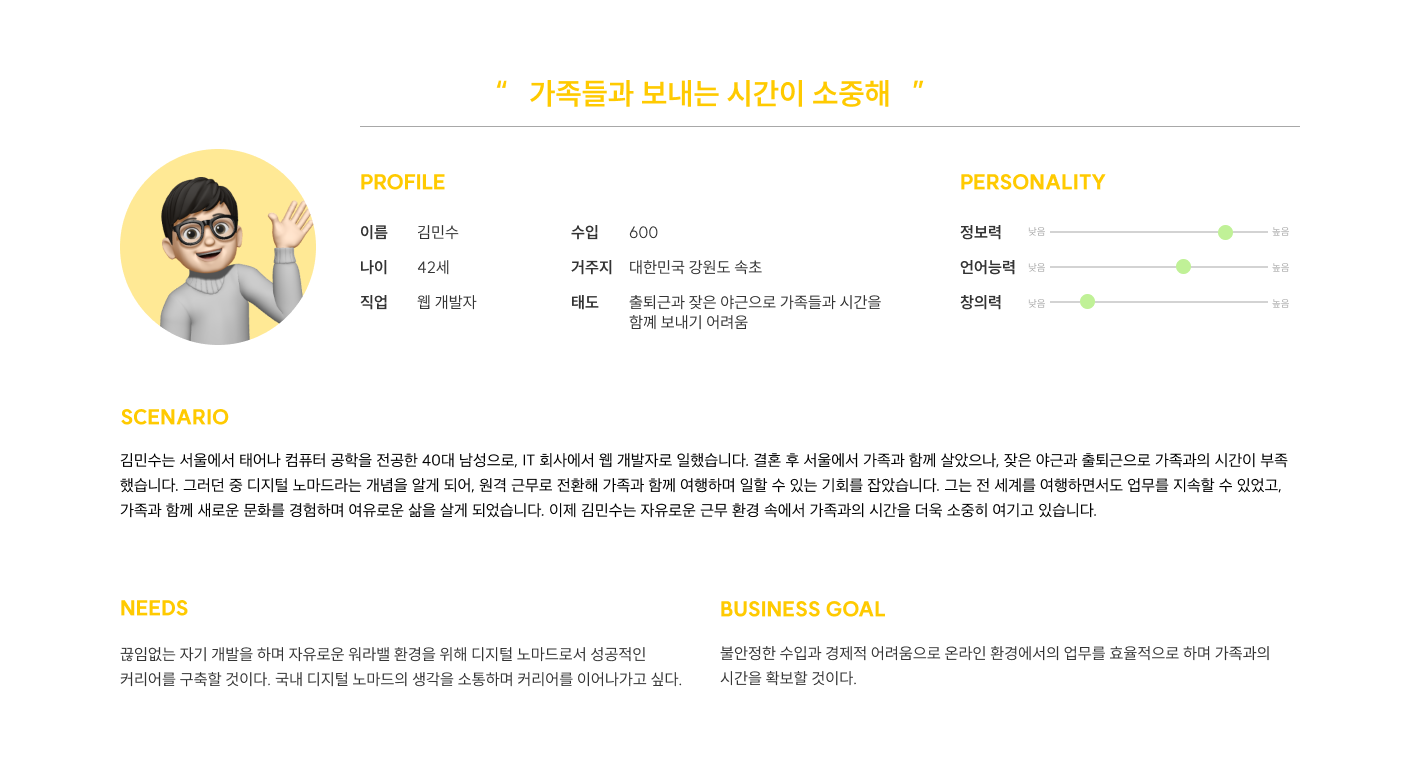 “ 가족들과 보내는 시간이 소중해 ”
PROFILE
이름 김민수
나이 42세
직업 웹 개발자
수입 600
거주지 대한민국 강원도 속초
태도 출퇴근과 잦은 야근으로 가족들과 시간을
함꼐 보내기 어려움
PERSONALITY
정보력 낮음 높음
언어능력 낮음 높음
창의력 낮음 높음
SCENARIO
김민수는 서울에서 태어나 컴퓨터 공학을 전공한 40대 남성으로, IT 회사에서 웹 개발자로 일했습니다. 결혼 후 서울에서 가족과 함께 살았으나, 잦은 야근과 출퇴근으로 가족과의 시간이 부족
했습니다. 그러던 중 디지털 노마드라는 개념을 알게 되어, 원격 근무로 전환해 가족과 함께 여행하며 일할 수 있는 기회를 잡았습니다. 그는 전 세계를 여행하면서도 업무를 지속할 수 있었고,
가족과 함께 새로운 문화를 경험하며 여유로운 삶을 살게 되었습니다. 이제 김민수는 자유로운 근무 환경 속에서 가족과의 시간을 더욱 소중히 여기고 있습니다.
NEEDS
끊임없는 자기 개발을 하며 자유로운 워라밸 환경을 위해 디지털 노마드로서 성공적인
커리어를 구축할 것이다. 국내 디지털 노마드의 생각을 소통하며 커리어를 이어나가고 싶다.
BUSINESS GOAL
불안정한 수입과 경제적 어려움으로 온라인 환경에서의 업무를 효율적으로 하며 가족과의
시간을 확보할 것이다.